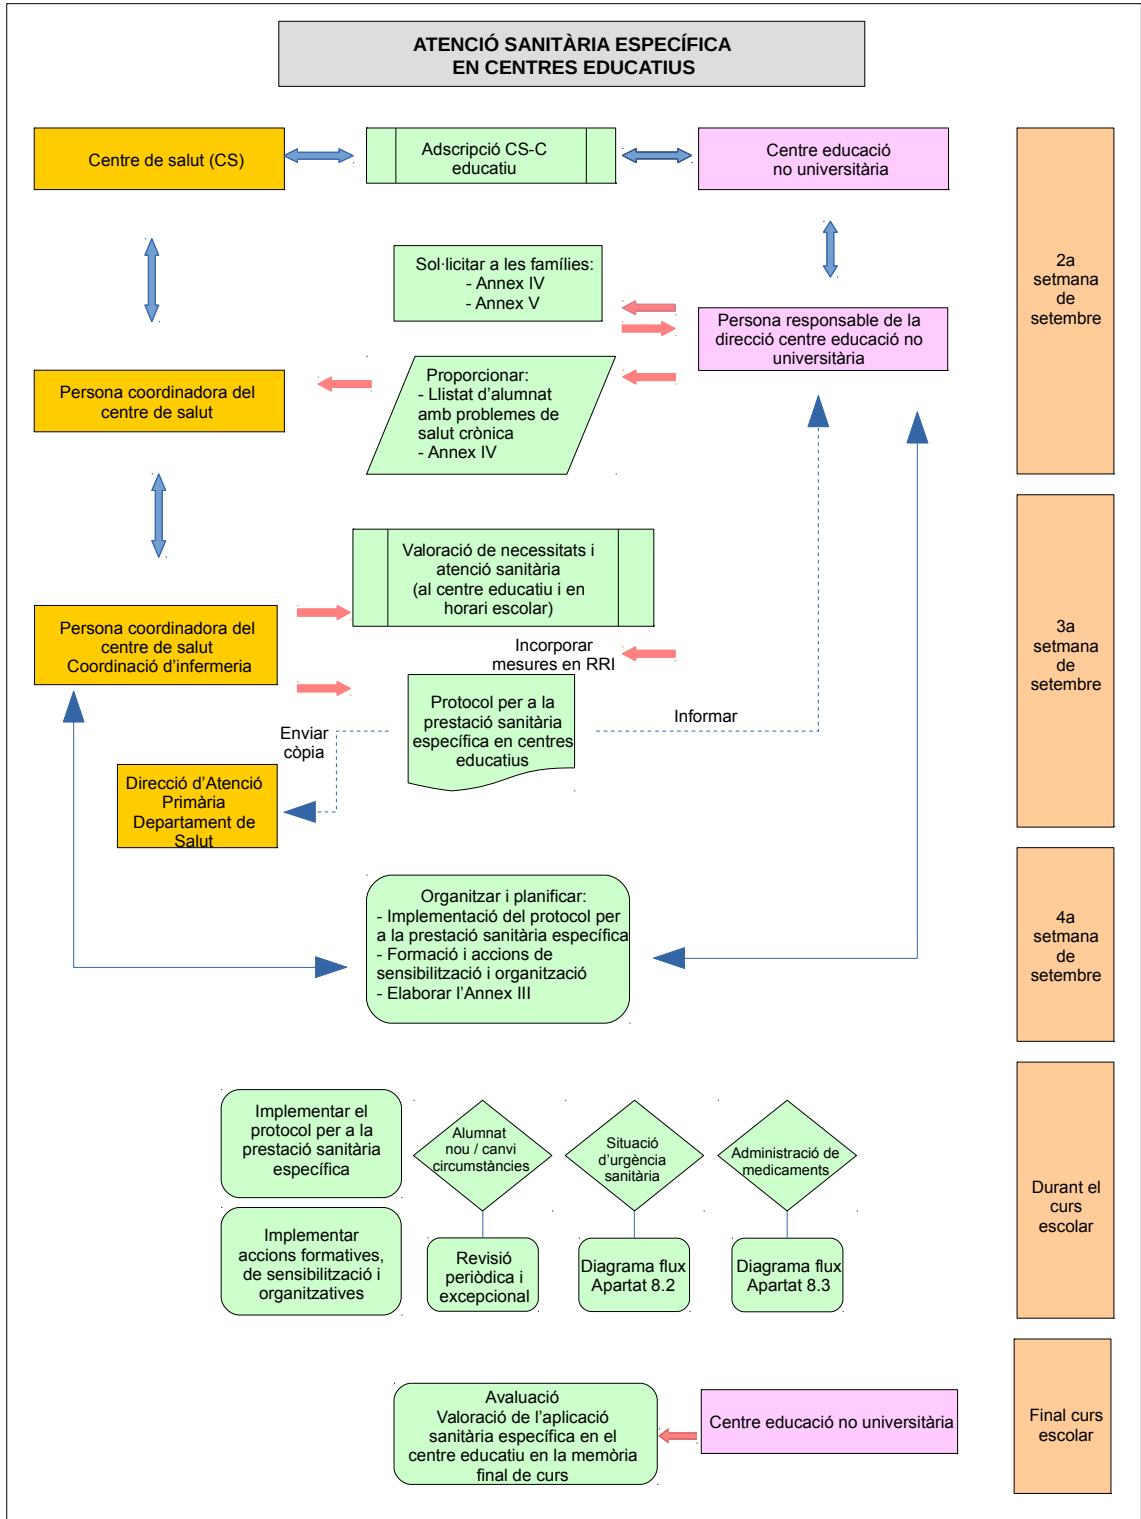 ATENCIÓ SANITÀRIA ESPECÍFICA
EN CENTRES EDUCATIUS
Centre de salut (CS)
Adscripció CS-C
educatiu
Centre educació
no universitària
2a
setmana
de
setembre
Sol·licitar a les famílies:
- Annex IV
- Annex V
Persona responsable de la
direcció centre educació no
universitària
Persona coordinadora del
centre de salut
Proporcionar:
- Llistat d’alumnat
amb problemes de
salut crònica
- Annex IV
Valoració de necessitats i
atenció sanitària
(al centre educatiu i en
horari escolar)
Persona coordinadora del
centre de salut
Coordinació d’infermeria
Incorporar
mesures en RRI
3a
setmana
de
setembre
Protocol per a la
prestació sanitària
específica en centres
educatius
Informar
Enviar
còpia
Direcció d’Atenció
Primària
Departament de
Salut
Organitzar i planificar:
- Implementació del protocol per
a la prestació sanitària específica
- Formació i accions de
sensibilització i organització
- Elaborar l’Annex III
4a
setmana
de
setembre
Implementar el
protocol per a la
prestació sanitària
específica
Alumnat
nou / canvi
circumstàncies
Situació
d’urgència
sanitària
Administració de
medicaments
Implementar
accions formatives,
de sensibilització i
organitzatives
Revisió
periòdica i
excepcional
Diagrama flux
Apartat 8.2
Diagrama flux
Apartat 8.3
Durant el
curs
escolar
Avaluació
Valoració de l’aplicació
sanitària específica en el
centre educatiu en la memòria
final de curs
Centre educació no universitària
Final curs
escolar